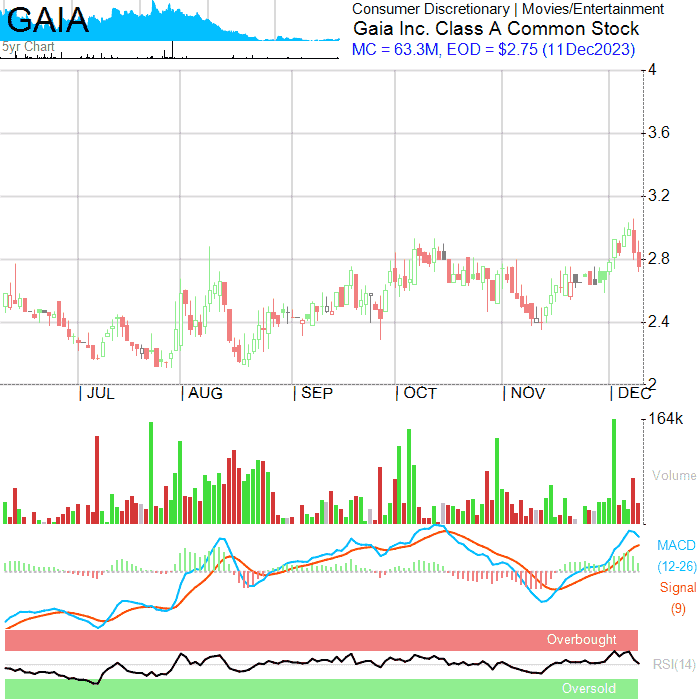 GAIA
5yr Chart
Consumer Discretionary | Movies/Entertainment
Gaia Inc. Class A Common Stock
MC = 63.3M, EOD = $2.75 (11Dec2023)
4
3.6
3.2
2.8
2.4
2
| JUL | AUG | SEP | OCT | NOV | DEC
164k
Volume
MACD
(12-26)
Signal
(9)
Overbought
RSI(14)
Oversold